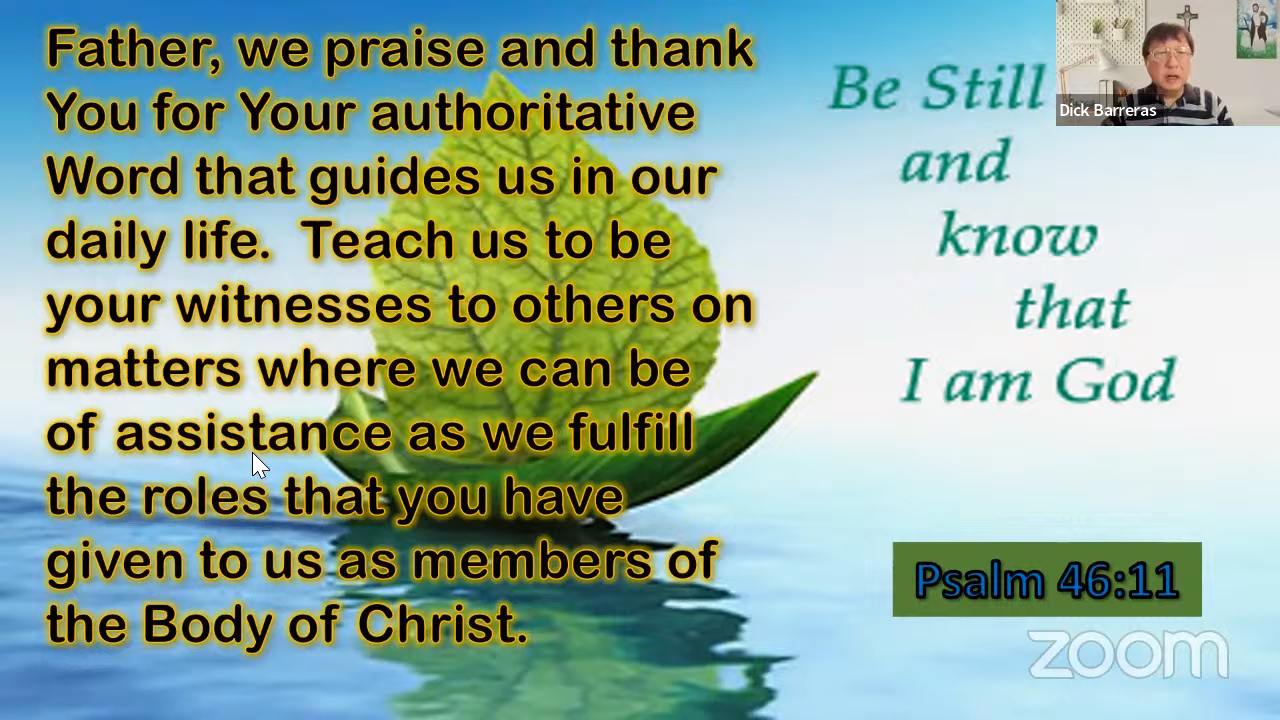 Father, we praise and thank
You for Your authoritative
Word that guides us in our
daily life.  Teach us to be
your witnesses to others on
matters where we can be
of assistance as we fulfill
the roles that you have
given to us as members of
the Body of Christ.
Be Still
and
know
that
I am God
Dick Barreras
Psalm 46:11
zoom